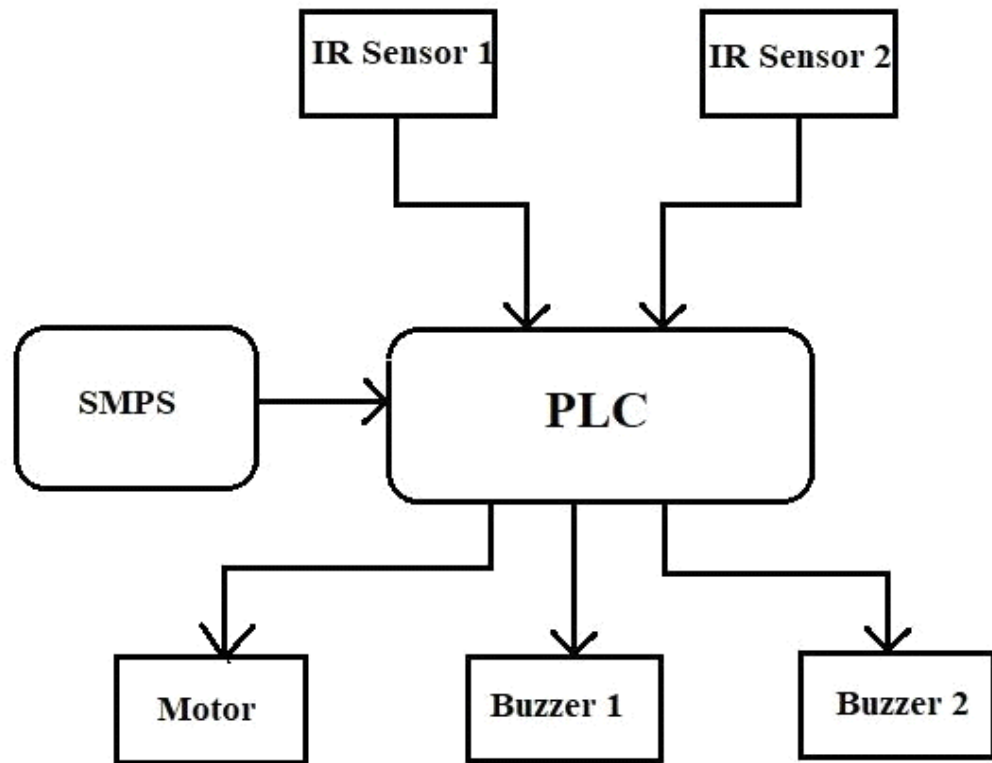 IR Sensor 1
IR Sensor 2
SMPS
PLC
Motor
Buzzer 1
Buzzer 2